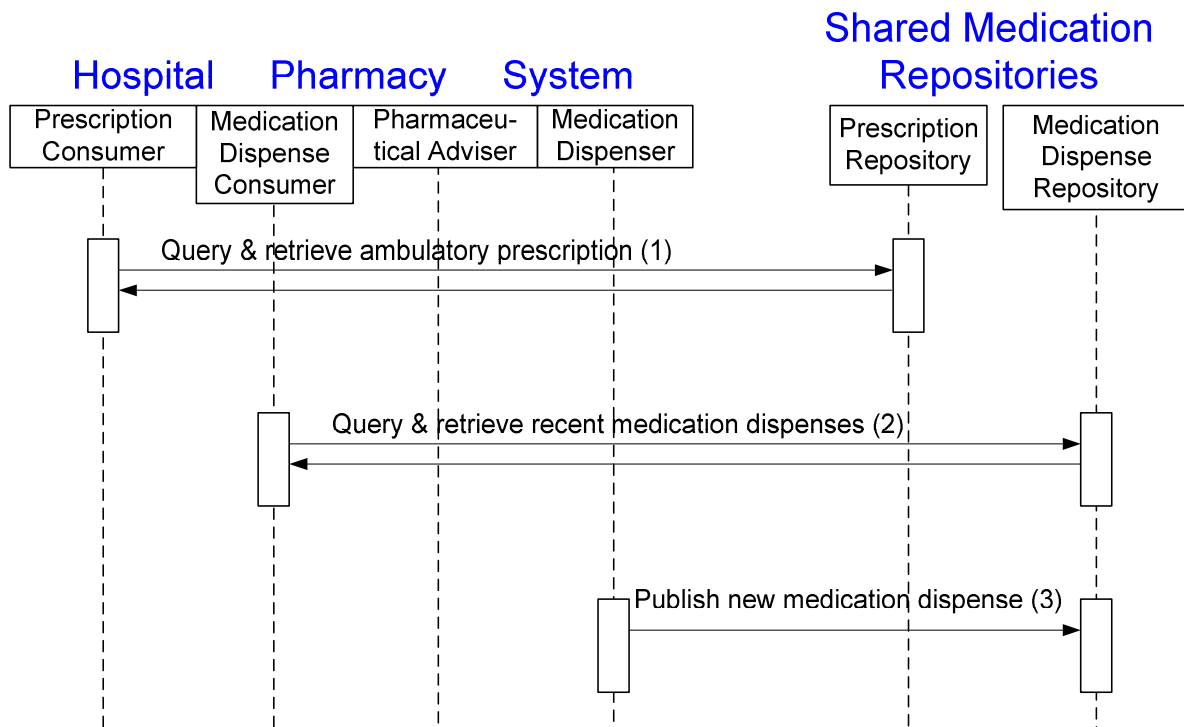 Shared Medication
Hospital Pharmacy System Repositories
Prescription
Consumer
Medication
Dispense
Consumer
Pharmaceu-
tical Adviser
Medication
Dispenser
Prescription
Repository
Medication
Dispense
Repository
Query & retrieve ambulatory prescription (1)
Query & retrieve recent medication dispenses (2)
Publish new medication dispense (3)